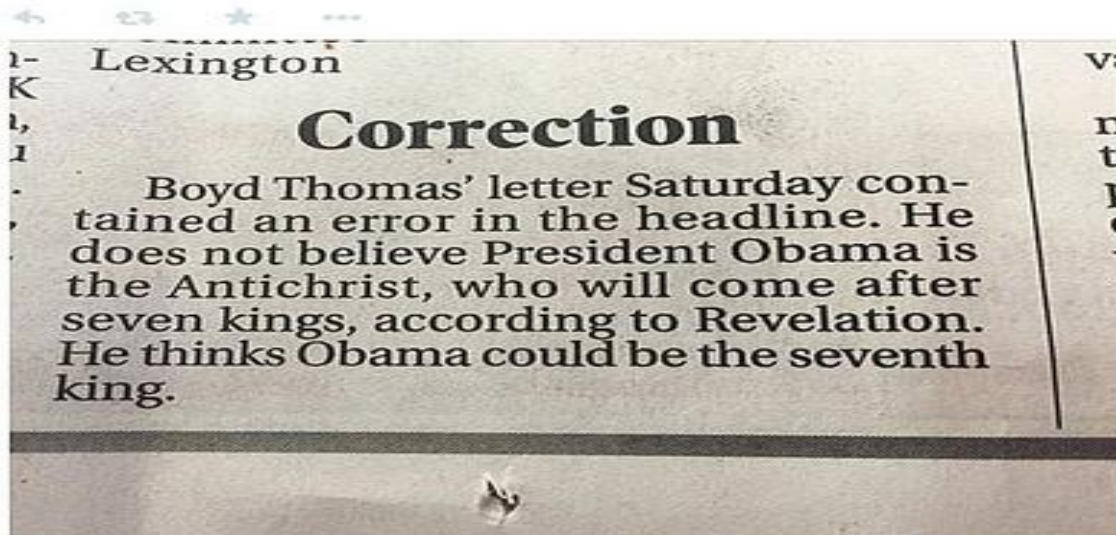 Lexington
K
Correction
Boyd Thomas' letter Saturday con-
tained an error in the headline. He
does not believe President Obama is
the Antichrist, who will come after
seven kings, according to Revelation.
He thinks Obama could be the seventh
king.